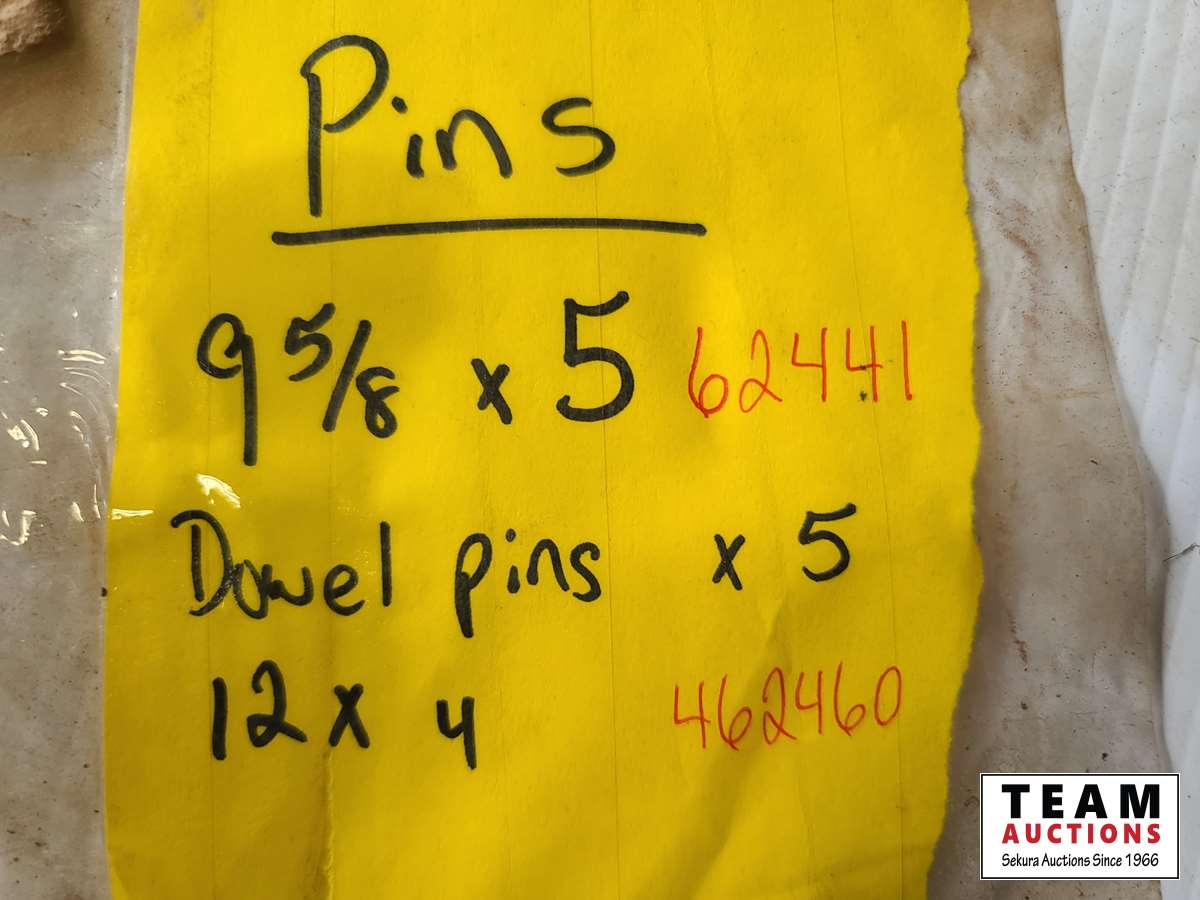 Pins
9 5/8 x 5 62441
Dowel pins x 5
12 x 4 462460
TEAM
AUCTIONS
Sekura Auctions Since 1966